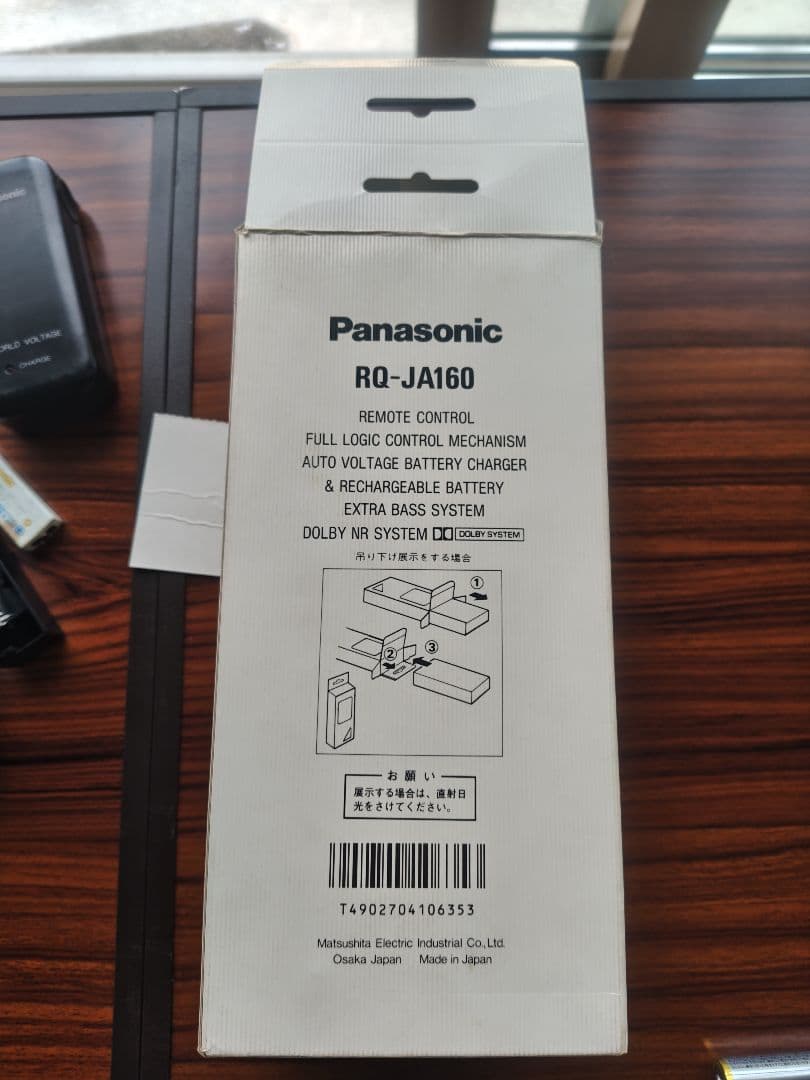 Panasonic
RQ-JA160
REMOTE CONTROL
FULL LOGIC CONTROL MECHANISM
AUTO VOLTAGE BATTERY CHARGER
& RECHARGEABLE BATTERY
EXTRA BASS SYSTEM
DOLBY NR SYSTEM DOLBY SYSTEM
吊り下げ展示をする場合
①
②
③
お願い
展示する場合は、直射日
光をさけてください。
T4902704106353
Matsushita Electric Industrial Co.,Ltd.
Osaka Japan Made in Japan
sonic
ORLD VOLTAGE
CHARGE